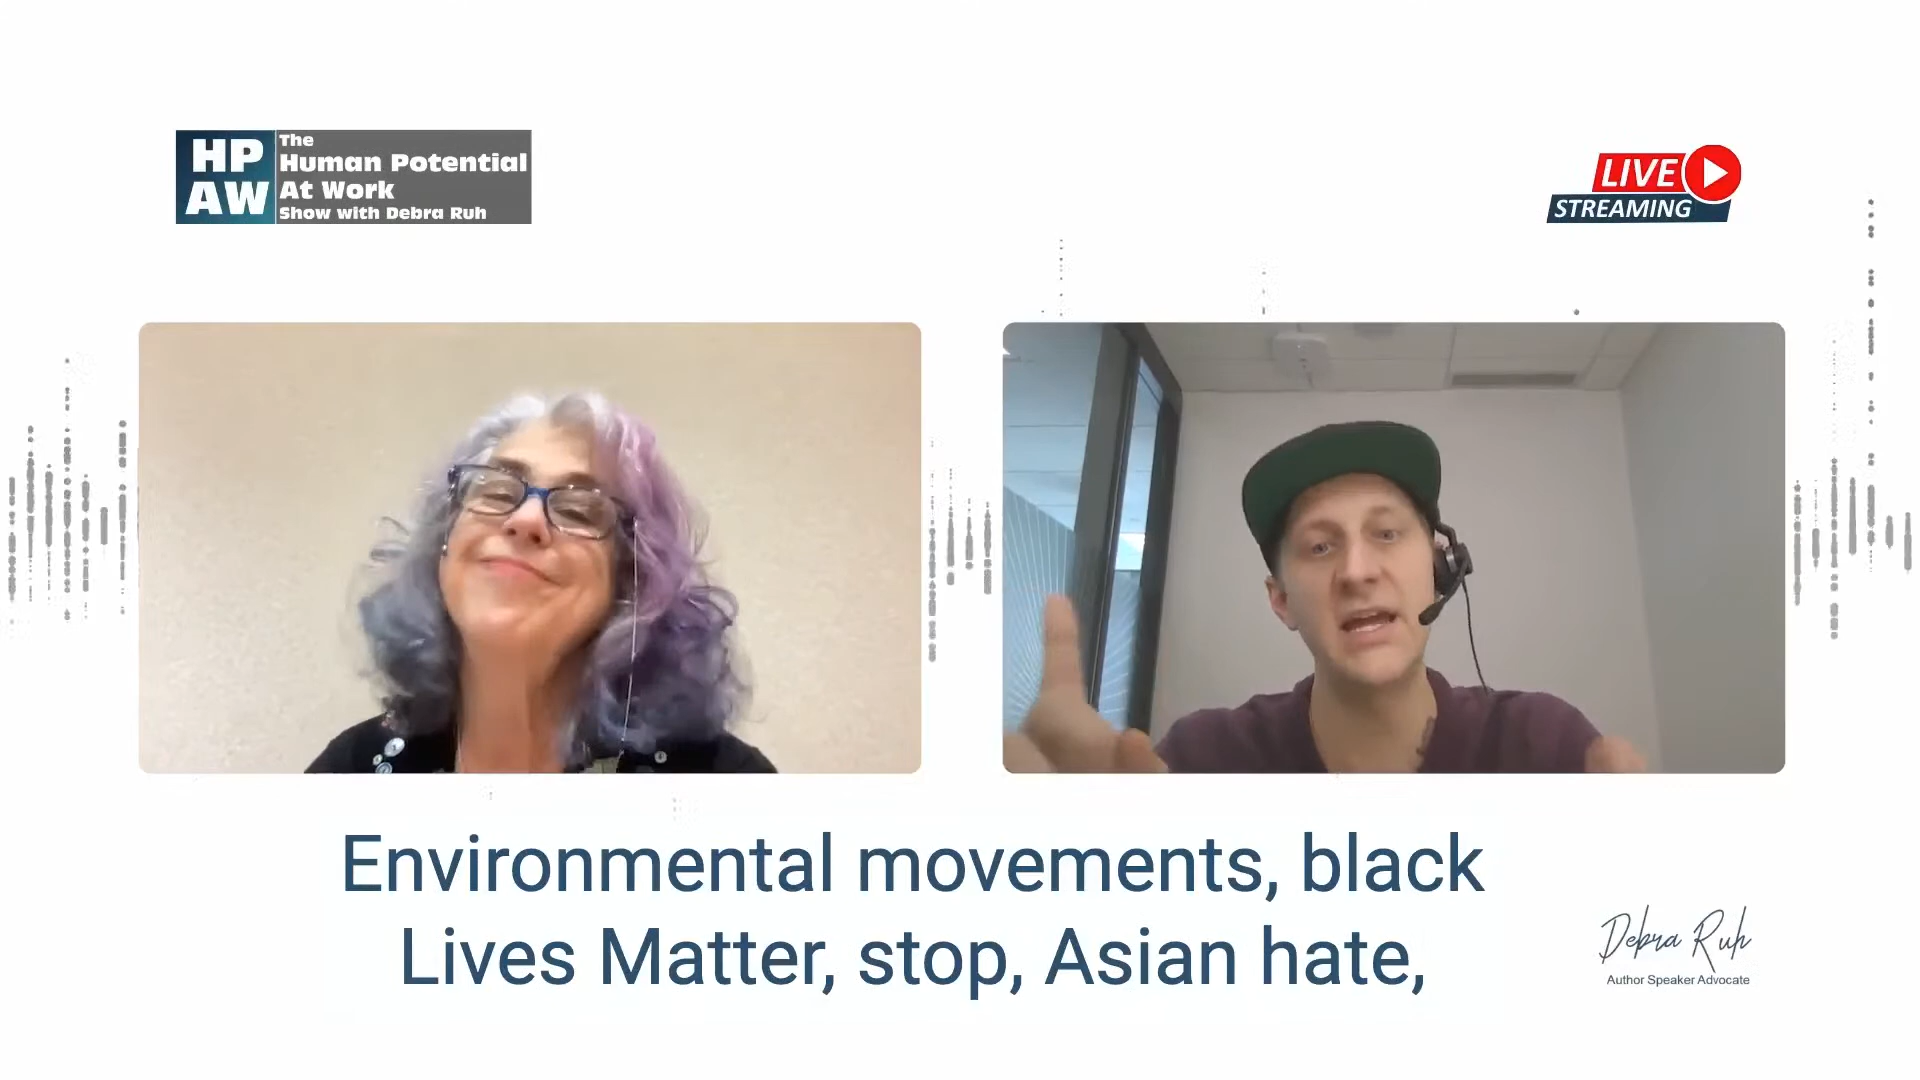 HP
AW
The
Human Potential
At Work
Show with Debra Ruh
LIVE
STREAMING
Environmental movements, black
Lives Matter, stop, Asian hate,
Debra Ruh
Author Speaker Advocate